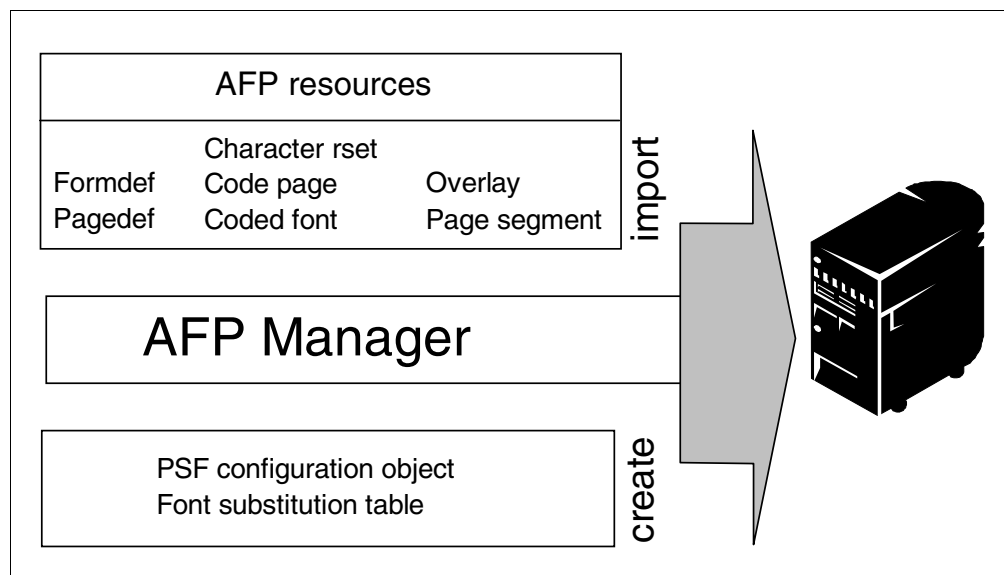 AFP resources
Character rset
Formdef Code page Overlay
Pagedef Coded font Page segment
import
AFP Manager
PSF configuration object
Font substitution table
create